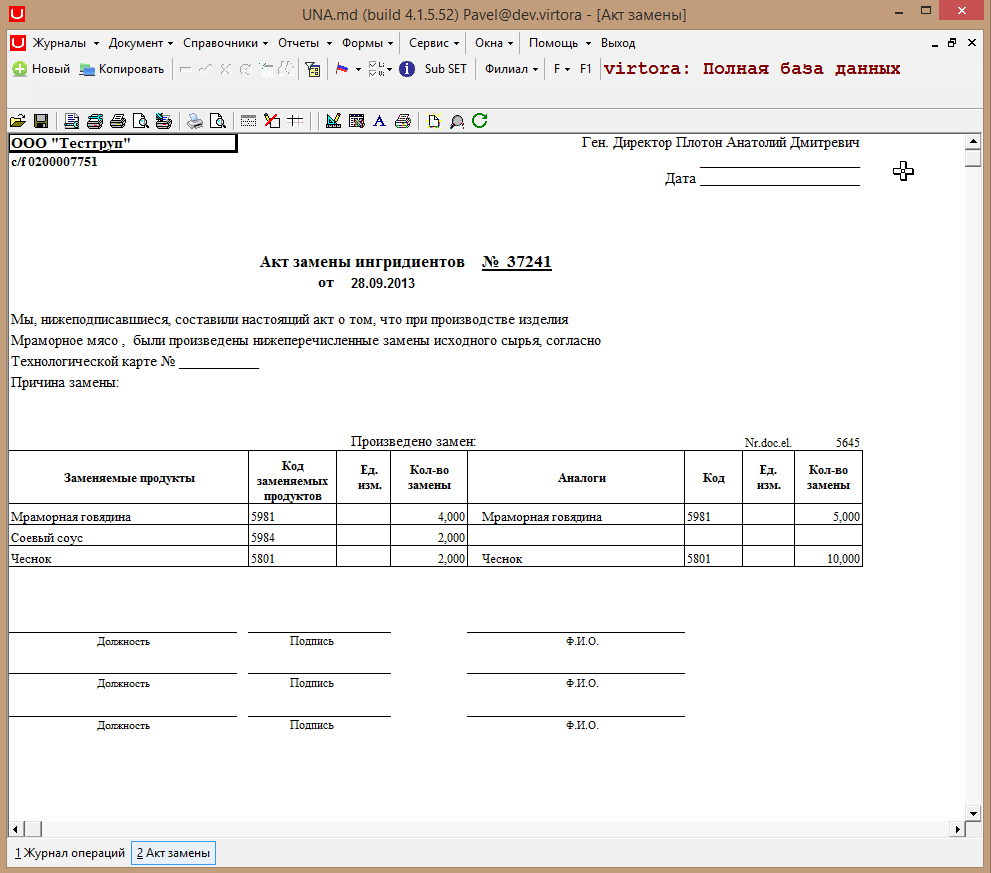 UNA.md (build 4.1.5.52) Pavel@dev.virtora - [Акт замены]
Журналы Документ Справочники Отчеты Формы Сервис Окна Помощь Выход
Новый Копировать Sub SET Филиал F F1 virtora: Полная база данных
ООО "Тестгруп" Ген. Директор Плотон Анатолий Дмитревич
c/f 0200007751
Дата
Акт замены ингридиентов № 37241
от 28.09.2013
Мы, нижеподписавшиеся, составили настоящий акт о том, что при производстве изделия
Мраморное мясо , были произведены нижеперечисленные замены исходного сырья, согласно
Технологической карте № ____________
Причина замены:
Произведено замен: Nr.doc.el. 5645
Заменяемые продукты Код заменяемых продуктов Ед. изм. Кол-во замены Аналоги Код Ед. изм. Кол-во замены
Мраморная говядина 5981 4,000 Мраморная говядина 5981 5,000
Соевый соус 5984 2,000
Чеснок 5801 2,000 Чеснок 5801 10,000
Должность Подпись Ф.И.О.
Должность Подпись Ф.И.О.
Должность Подпись Ф.И.О.
1 Журнал операций 2 Акт замены